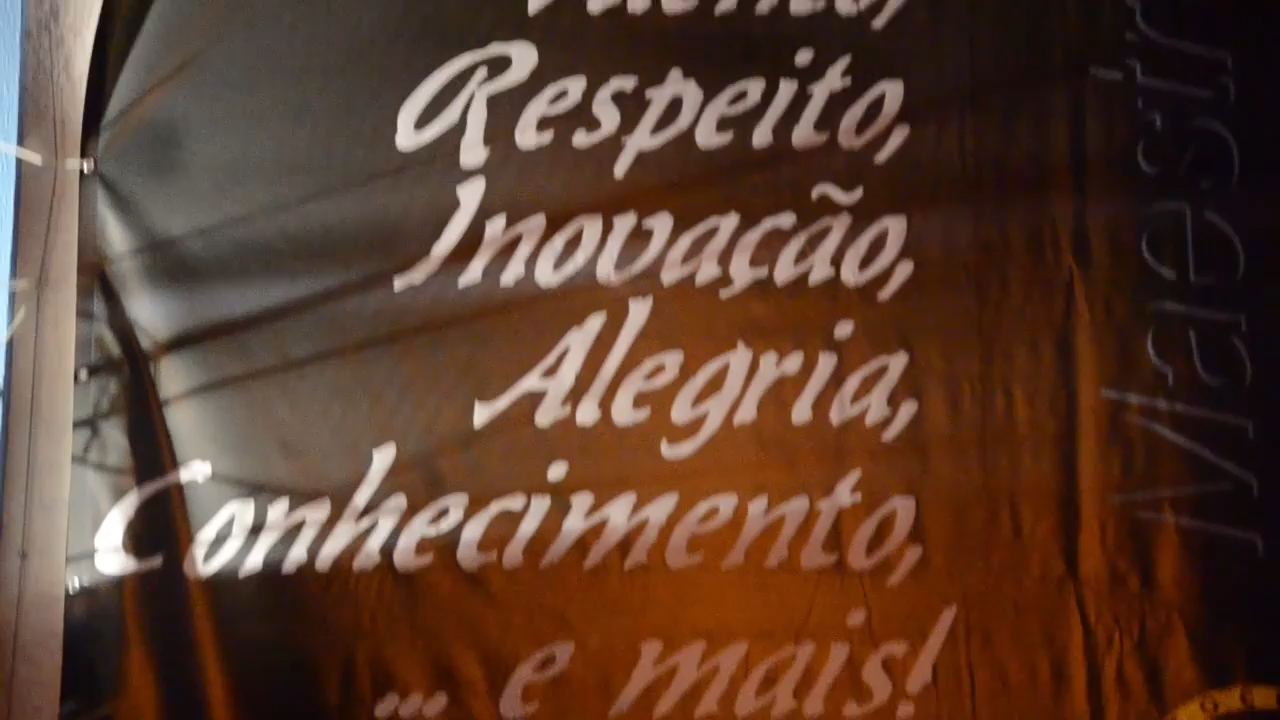 Respeito,
Inovação,
Alegria,
Conhecimento,
... e mais!